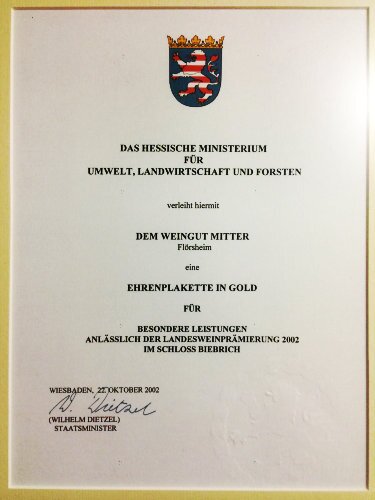 DAS HESSISCHE MINISTERIUM
FÜR
UMWELT, LANDWIRTSCHAFT UND FORSTEN
verleiht hiermit
DEM WEINGUT MITTER
Flörsheim
eine
EHRENPLAKETTE IN GOLD
FÜR
BESONDERE LEISTUNGEN
ANLÄSSLICH DER LANDESWEINPRÄMIERUNG 2002
IM SCHLOSS BIEBRICH
WIESBADEN, 22. OKTOBER 2002
W. Dietzel
(WILHELM DIETZEL)
STAATSMINISTER